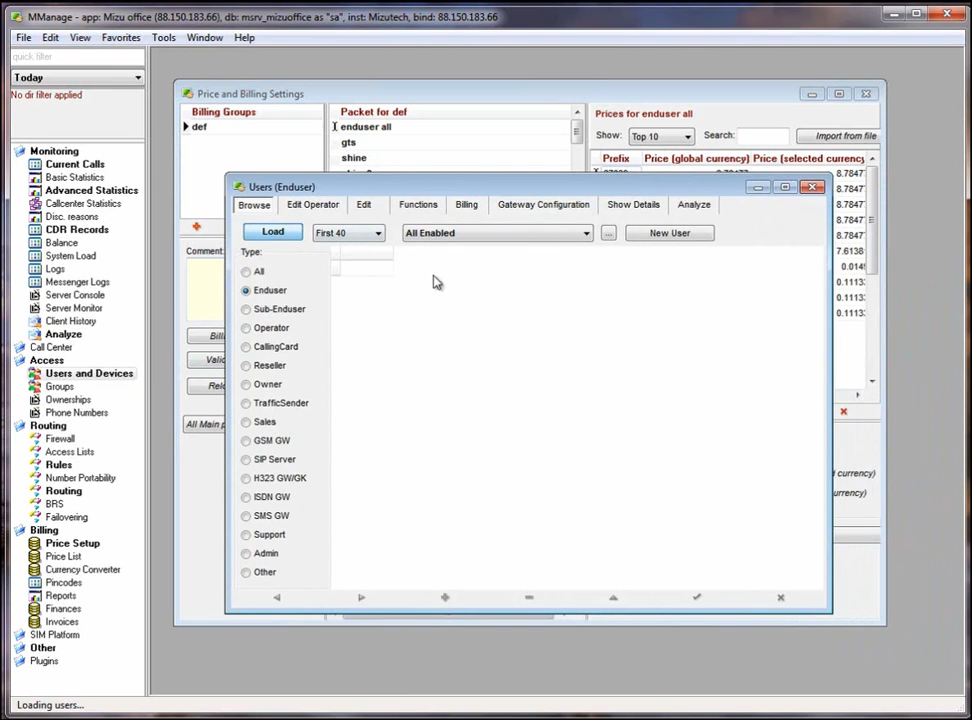 MManage - app: Mizu office (88.150.183.66), db: msrv_mizuoffice as "sa", inst: Mizutech, bind: 88.150.183.66
File Edit View Favorites Tools Window Help
quick filter
Today
No dir filter applied
Monitoring
Current Calls
Basic Statistics
Advanced Statistics
Callcenter Statistics
Disc. reasons
CDR Records
Balance
System Load
Logs
Messenger Logs
Server Console
Server Monitor
Client History
Analyze
Call Center
Access
Users and Devices
Groups
Ownerships
Phone Numbers
Routing
Firewall
Access Lists
Rules
Number Portability
Routing
BRS
Failovering
Billing
Price Setup
Price List
Currency Converter
Pincodes
Reports
Finances
Invoices
SIM Platform
Other
Plugins
Loading users...
Price and Billing Settings
Billing Groups
def
Packet for def
enduser all
gts
shine
Prices for enduser all
Show: Top 10 Search: Import from file
Prefix Price (global currency) Price (selected currency
8.78477
8.78477
8.78477
8.78477
8.78477
7.6138
0.014
0.1113
0.1113
0.1113
Comment:
Bill
Valid
Relo
All Main p
currency)
urrency)
Users (Enduser)
Browse Edit Operator Edit Functions Billing Gateway Configuration Show Details Analyze
Load First 40 All Enabled ... New User
Type:
All
Enduser
Sub-Enduser
Operator
CallingCard
Reseller
Owner
TrafficSender
Sales
GSM GW
SIP Server
H323 GW/GK
ISDN GW
SMS GW
Support
Admin
Other